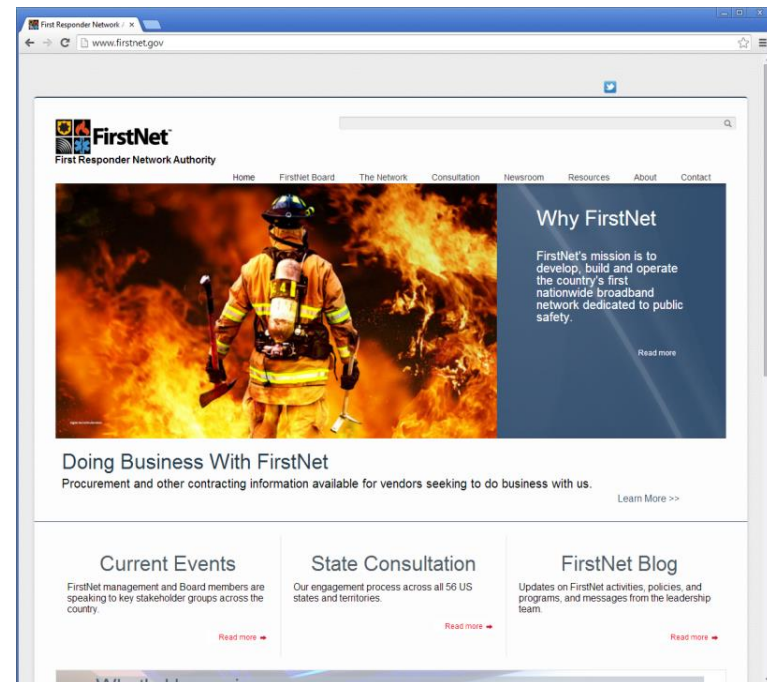 First Responder Network /
www.firstnet.gov
FirstNet™
First Responder Network Authority
Home FirstNet Board The Network Consultation Newsroom Resources About Contact
E41
Why FirstNet
FirstNet's mission is to
develop, build and operate
the country's first
nationwide broadband
network dedicated to public
safety.
Read more
Doing Business With FirstNet
Procurement and other contracting information available for vendors seeking to do business with us.
Learn More >>
Current Events
FirstNet management and Board members are
speaking to key stakeholder groups across the
country.
Read more
State Consultation
Our engagement process across all 56 US
states and territories.
Read more
FirstNet Blog
Updates on FirstNet activities, policies, and
programs, and messages from the leadership
team.
Read more